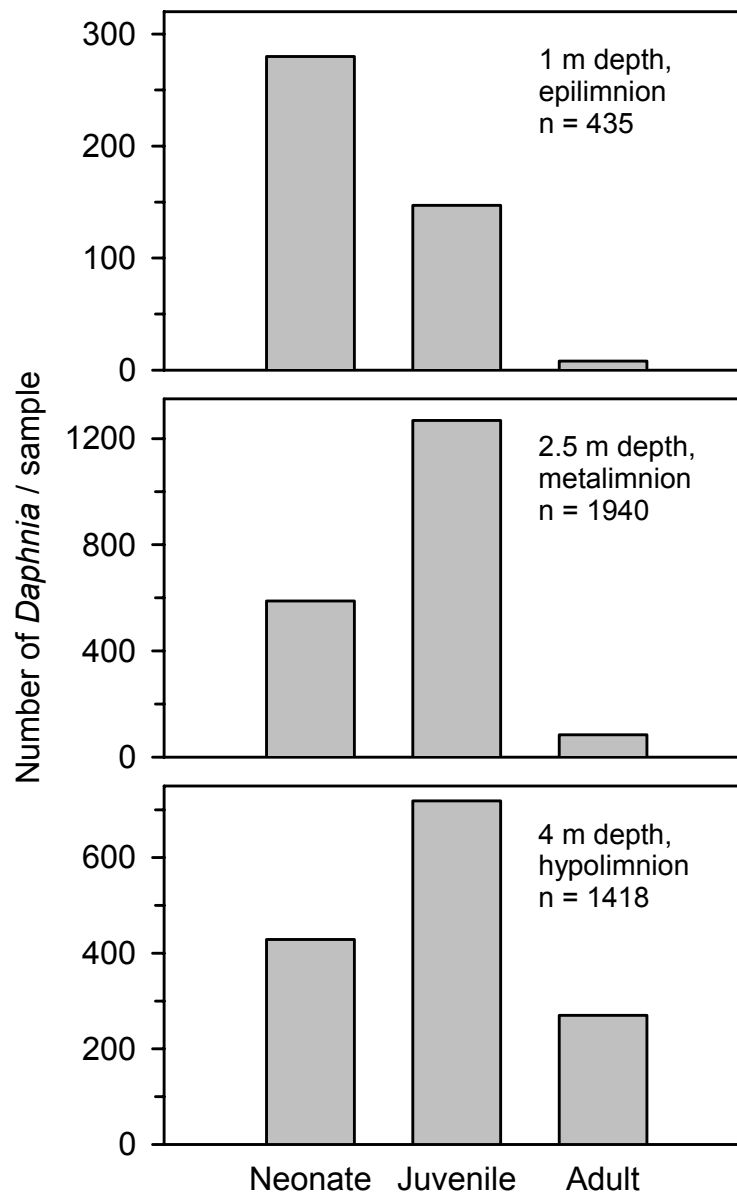 Number of Daphnia / sample
300
200
100
0
1 m depth,
epilimnion
n = 435
1200
800
400
0
2.5 m depth,
metalimnion
n = 1940
600
400
200
0
4 m depth,
hypolimnion
n = 1418
Neonate Juvenile Adult